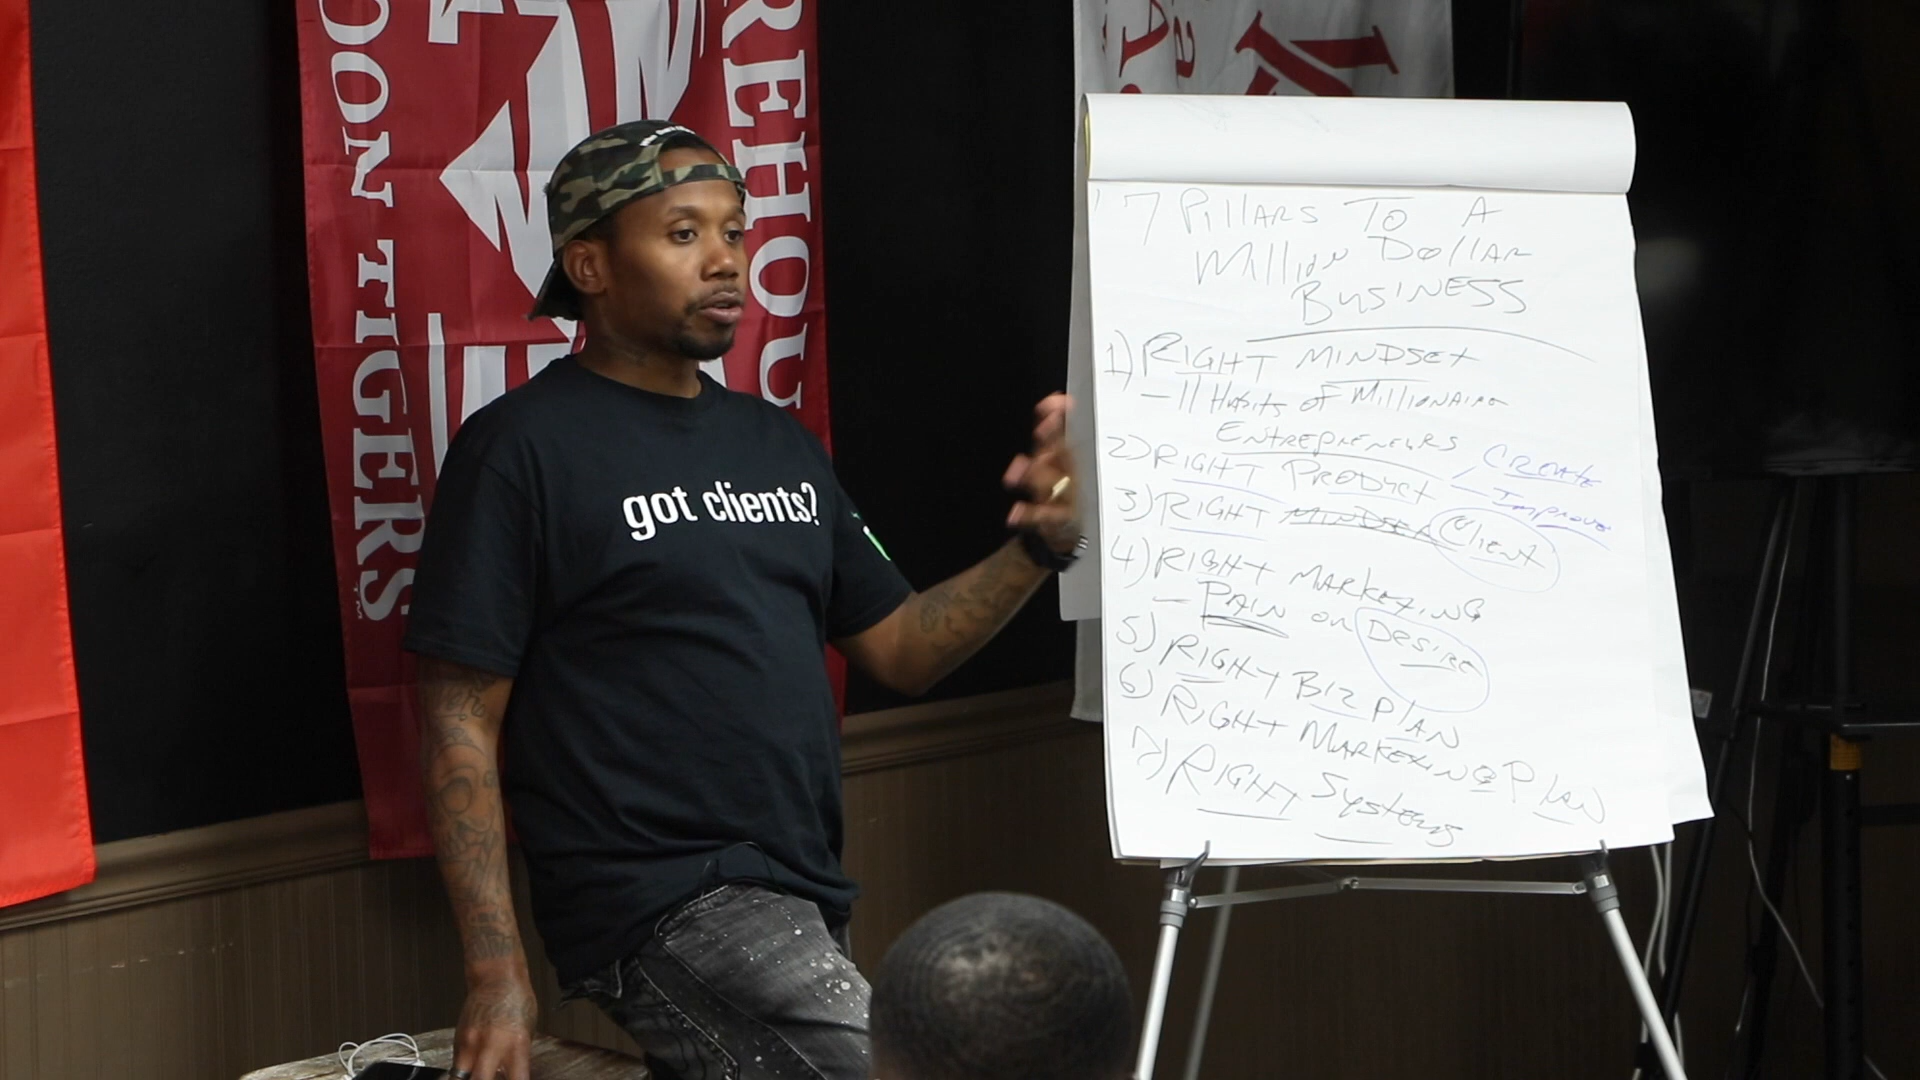 OON TIGERS
TM
REHOU
got clients?
7 Pillars To A
Million Dollar
Business
1) RIGHT MINDSET
- 11 Habits of Millionaire
Entrepreneurs
2) RIGHT PRODUCT
CREATE
Improve
3) RIGHT MINDSET Client
4) RIGHT MARKETING
- PAIN or DESIRE
5) RIGHT BIZ PLAN
6) RIGHT MARKETING PLAN
7) RIGHT Systems